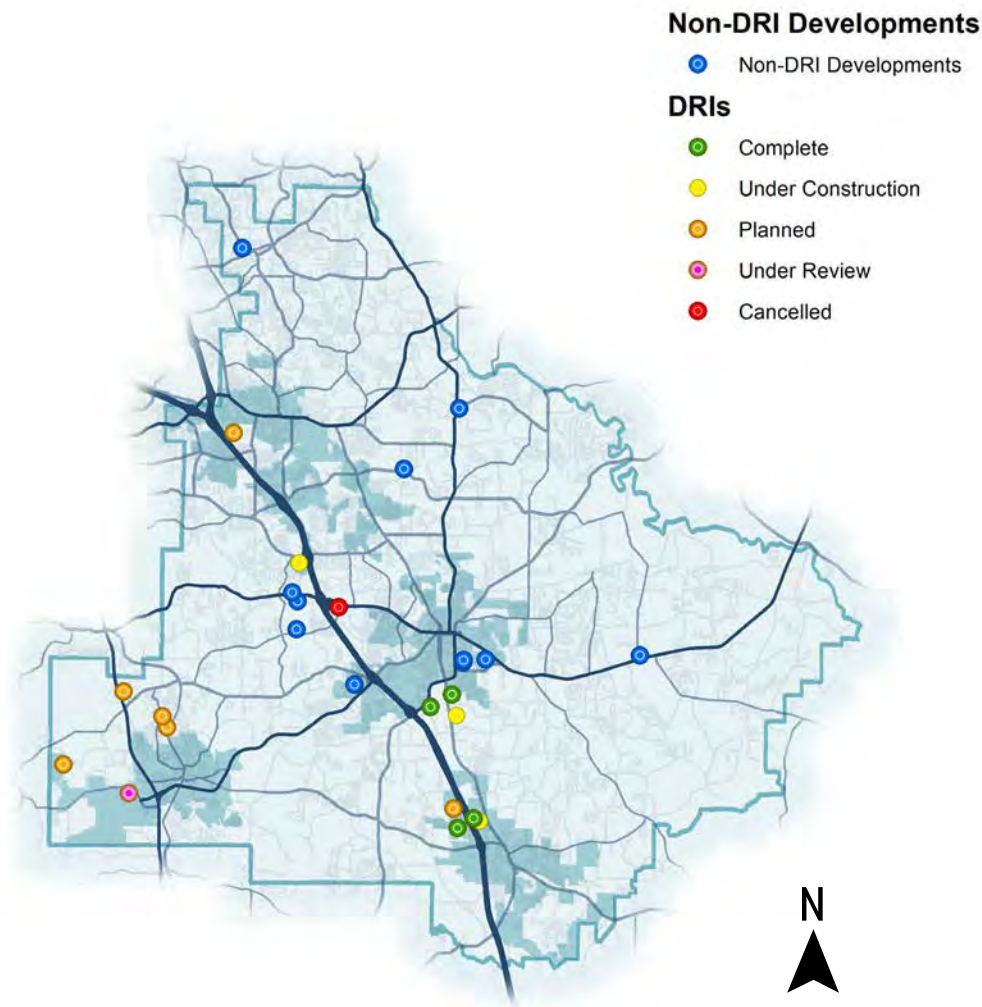 Non-DRI Developments
Non-DRI Developments
DRIs
Complete
Under Construction
Planned
Under Review
Cancelled
N